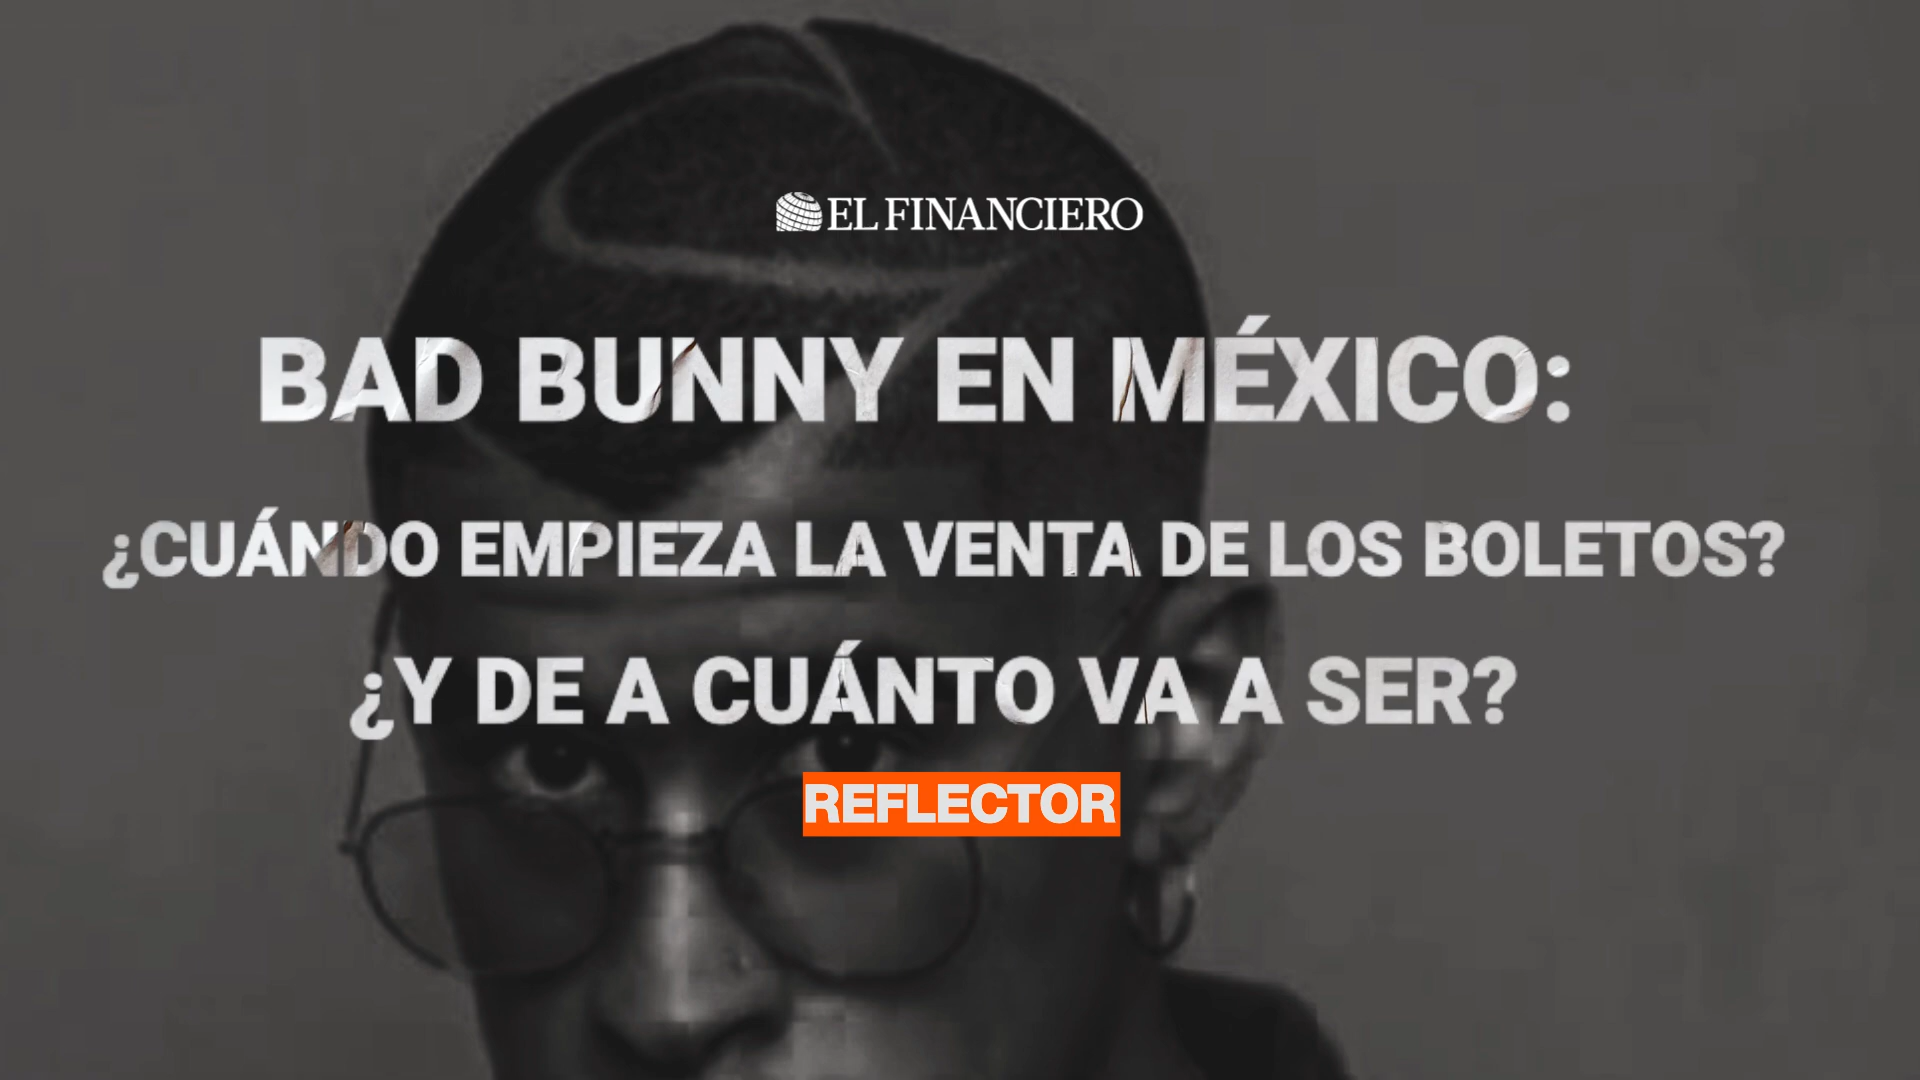 EL FINANCIERO
BAD BUNNY EN MÉXICO:
¿CUÁNDO EMPIEZA LA VENTA DE LOS BOLETOS?
¿Y DE A CUÁNTO VA A SER?
REFLECTOR